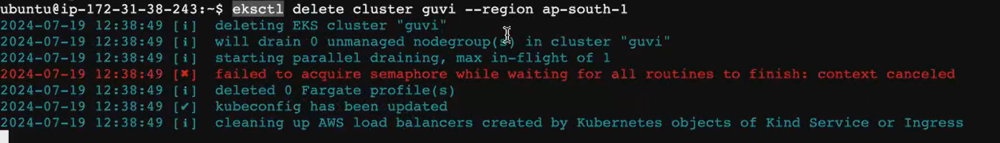 ubuntu@ip-172-31-38-243:~$ eksctl delete cluster guvi --region ap-south-1
2024-07-19 12:38:49 [ℹ]  deleting EKS cluster "guvi"
2024-07-19 12:38:49 [ℹ]  will drain 0 unmanaged nodegroup(s) in cluster "guvi"
2024-07-19 12:38:49 [ℹ]  starting parallel draining, max in-flight of 1
2024-07-19 12:38:49 [✖]  failed to acquire semaphore while waiting for all routines to finish: context canceled
2024-07-19 12:38:49 [ℹ]  deleted 0 Fargate profile(s)
2024-07-19 12:38:49 [✔]  kubeconfig has been updated
2024-07-19 12:38:49 [ℹ]  cleaning up AWS load balancers created by Kubernetes objects of Kind Service or Ingress